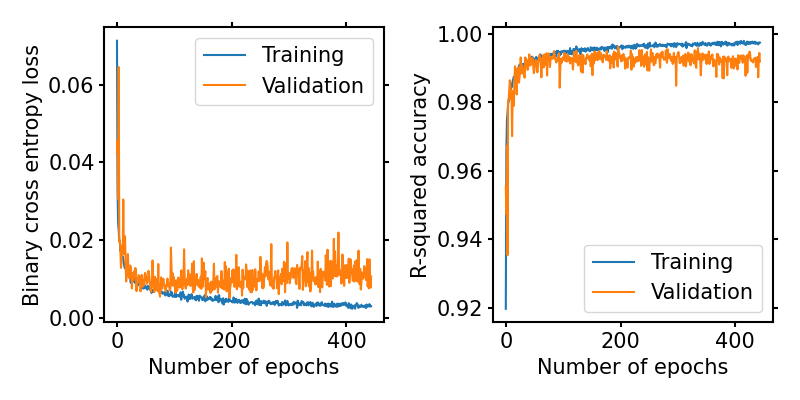 Binary cross entropy loss
0.06
0.04
0.02
0.00
0
200
400
Number of epochs
Training
Validation
R-squared accuracy
1.00
0.98
0.96
0.94
0.92
0
200
400
Number of epochs
Training
Validation